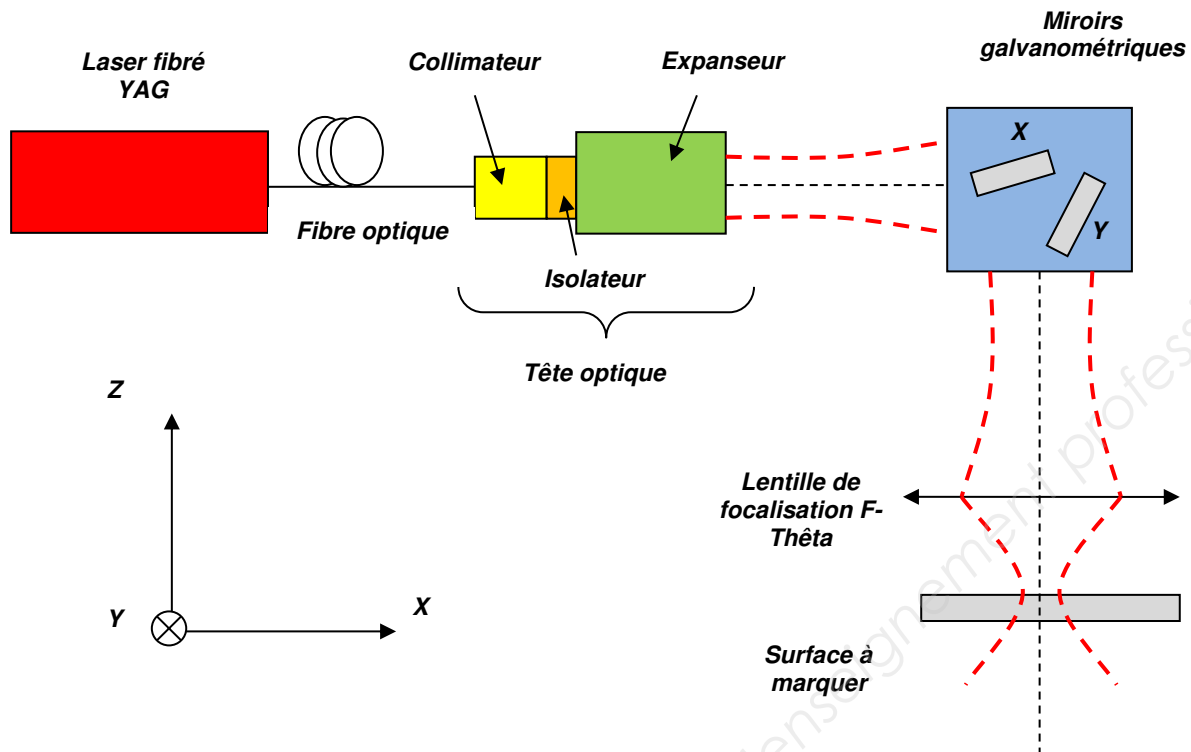 Miroirs
galvanométriques
Laser fibré
YAG
Collimateur
Expanseur
X
Y
Fibre optique
Isolateur
Tête optique
Z
Y
X
Lentille de
focalisation F-
Thêta
Surface à
marquer